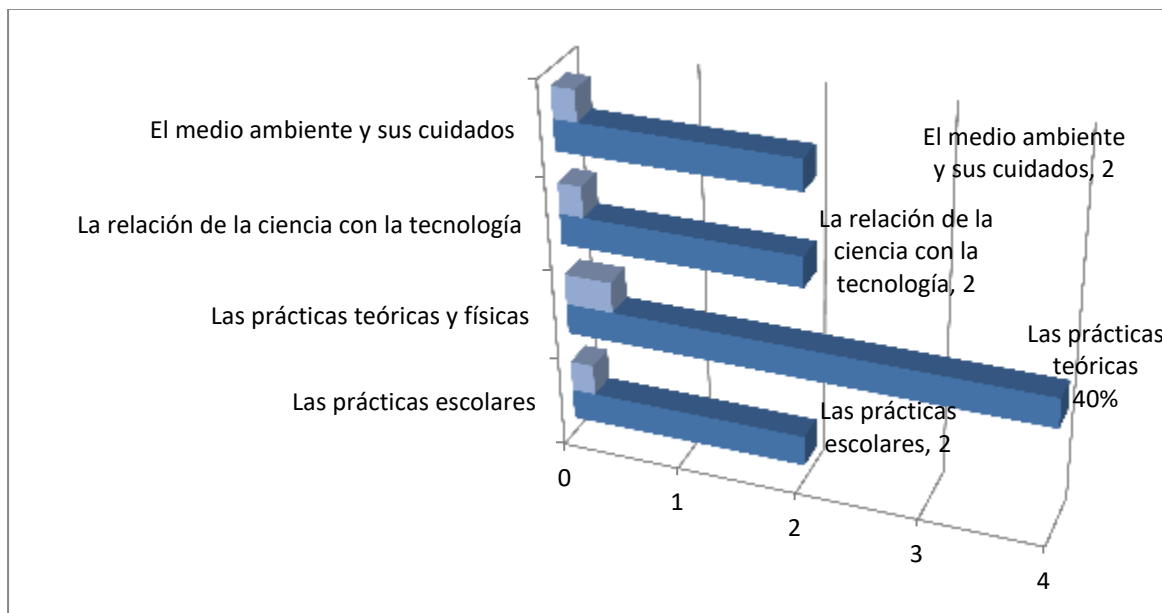 El medio ambiente y sus cuidados
La relación de la ciencia con la tecnología
Las prácticas teóricas y físicas
Las prácticas escolares
El medio ambiente
y sus cuidados, 2
La relación de la
ciencia con la
tecnología, 2
Las prácticas
teóricas
40%
Las prácticas
escolares, 2
0
1
2
3
4